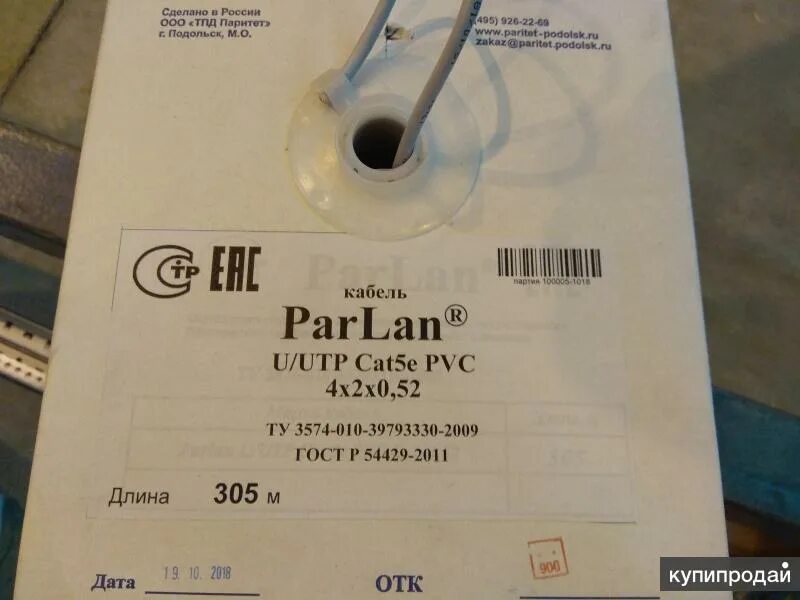 Сделано в России
ООО «ТПД Паритет»
г. Подольск, М.О.
(495) 926-22-69
www.paritet-podolsk.ru
zakaz@paritet.podolsk.ru
СТР ЕАС
партия 100005-1018
кабель
ParLan®
U/UTP Cat5e PVC
4x2x0,52
ТУ 3574-010-39793330-2009
ГОСТ Р 54429-2011
Длина 305 м
Дата 19. 10. 2018 ОТК
900
купипродай